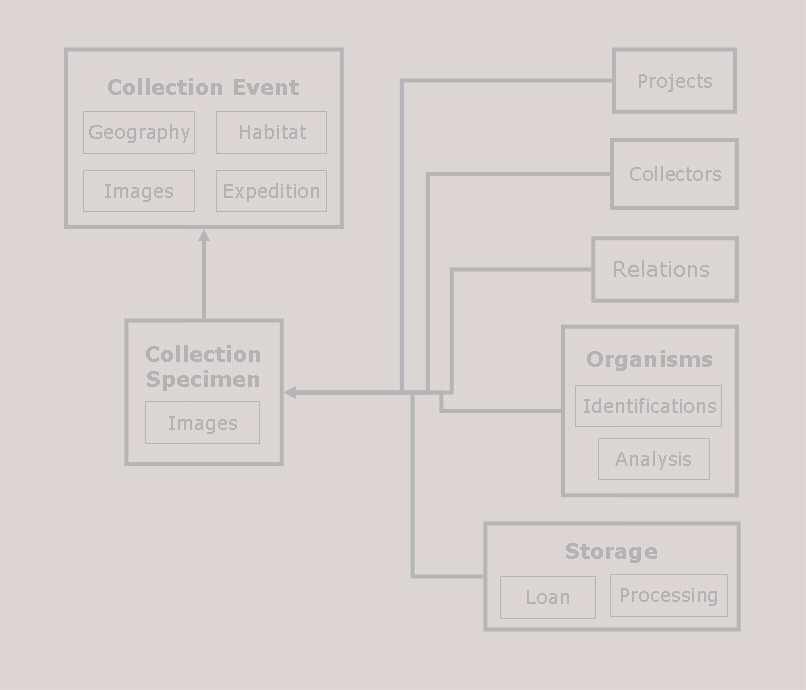 Collection Event
Geography
Habitat
Images
Expedition
Collection
Specimen
Images
Projects
Collectors
Relations
Organisms
Identifications
Analysis
Storage
Loan
Processing